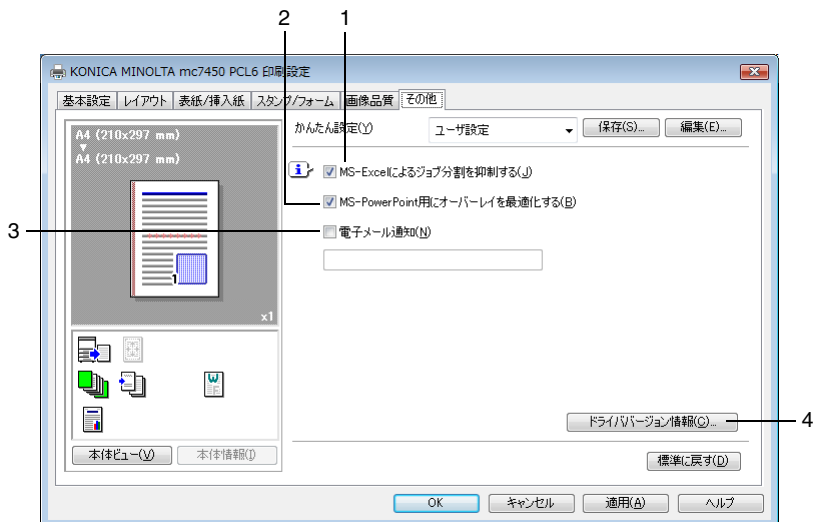 2 1
KONICA MINOLTA mc7450 PCL6 印刷設定
基本設定 レイアウト 表紙/挿入紙 スタンプ/フォーム 画像品質 その他
A4 (210x297 mm)
A4 (210x297 mm)
かんたん設定(Y) ユーザ設定 保存(S)... 編集(E)...
MS-Excelによるジョブ分割を抑制する(J)
MS-PowerPoint用にオーバーレイを最適化する(B)
3 電子メール通知(N)
1
x1
W
F
ドライババージョン情報(C)... 4
本体ビュー(V) 本体情報(I) 標準に戻す(D)
OK キャンセル 適用(A) ヘルプ